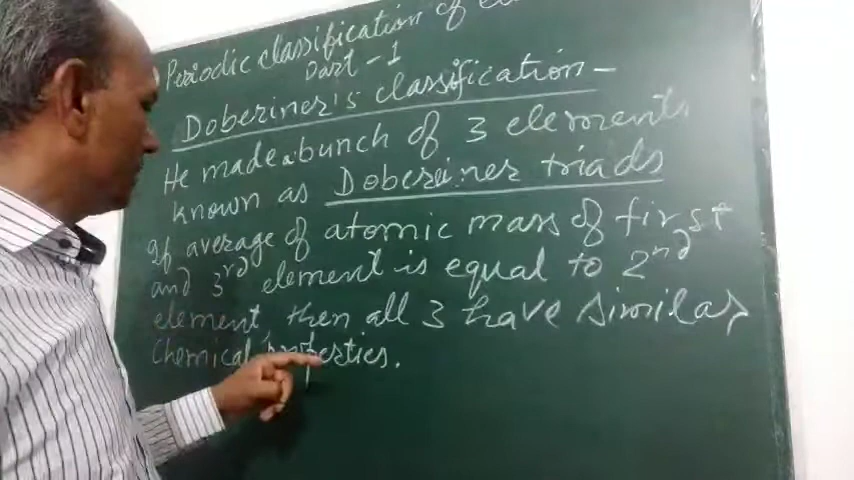 Periodic classification of
Part - 1
Doberiner's classification -
He made a bunch of 3 elements
known as Doberiner triads
If average of atomic mass of first
and 3rd element is equal to 2nd
element, then all 3 have similar
Chemical properties.